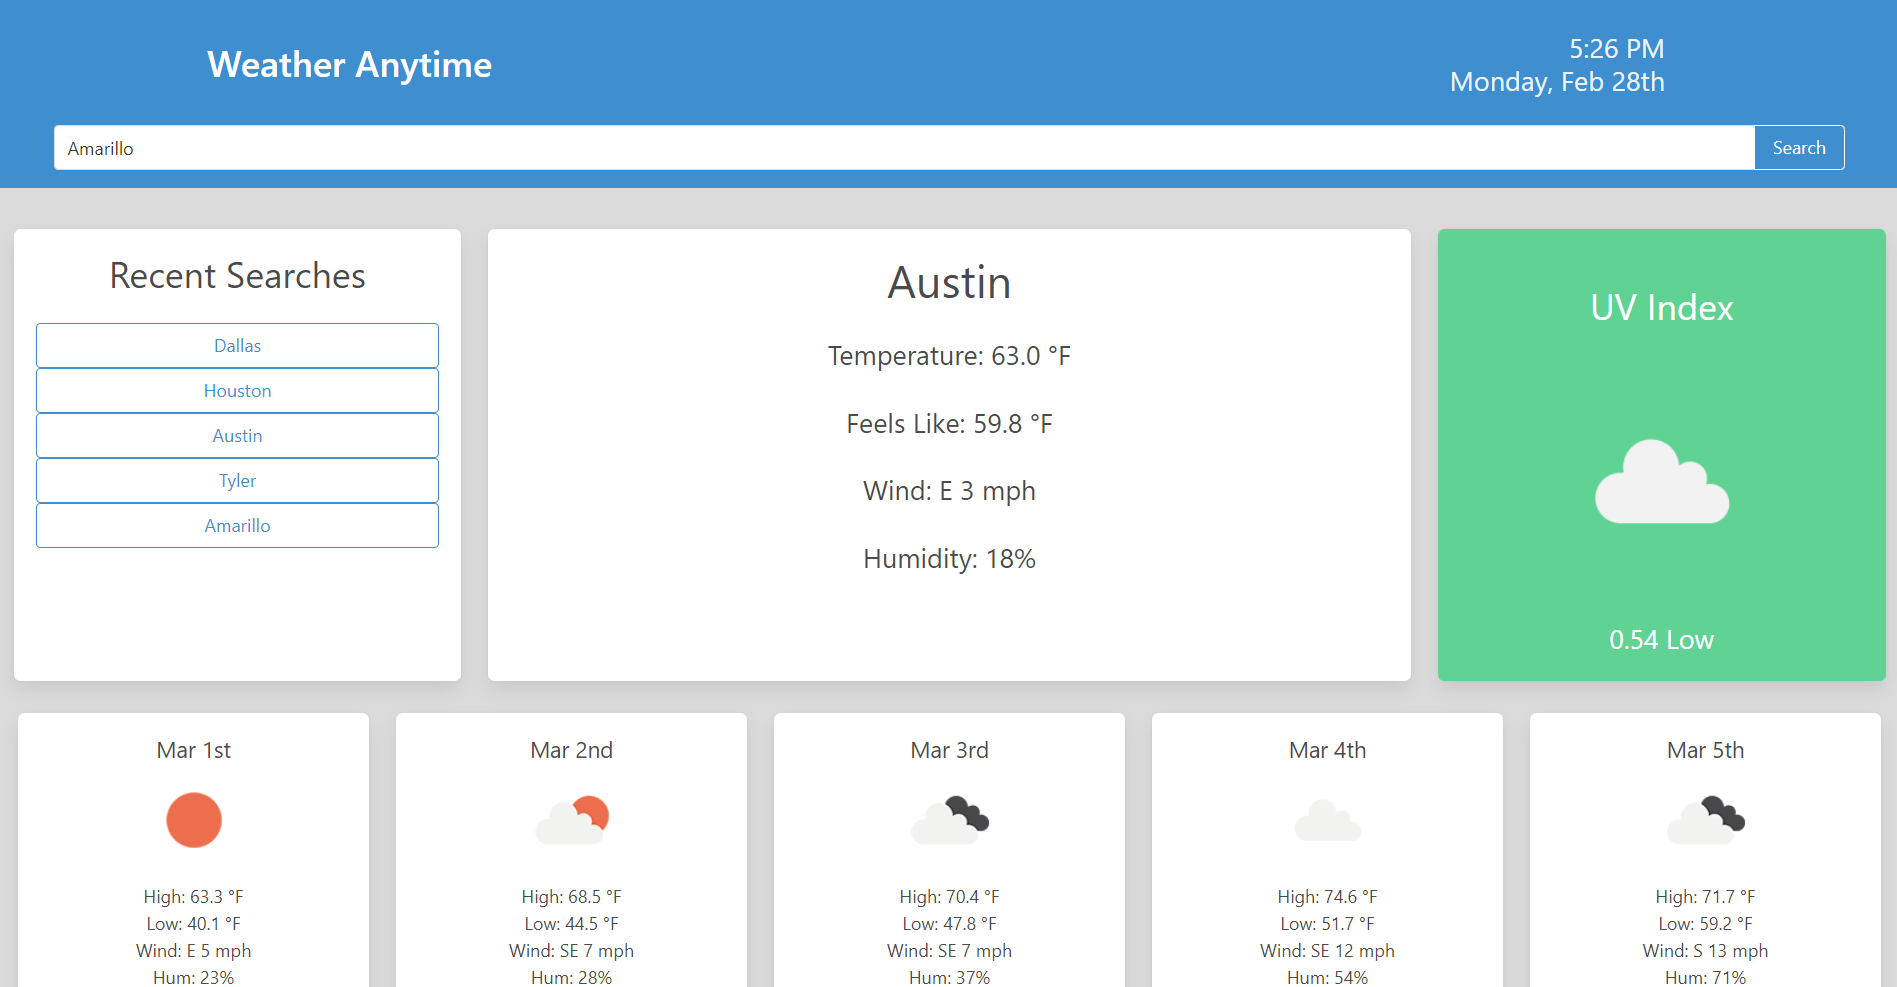 Weather Anytime
5:26 PM
Monday, Feb 28th
Amarillo
Search
Recent Searches
Dallas
Houston
Austin
Tyler
Amarillo
Austin
Temperature: 63.0 °F
Feels Like: 59.8 °F
Wind: E 3 mph
Humidity: 18%
UV Index
0.54 Low
Mar 1st
High: 63.3 °F
Low: 40.1 °F
Wind: E 5 mph
Hum: 23%
Mar 2nd
High: 68.5 °F
Low: 44.5 °F
Wind: SE 7 mph
Hum: 28%
Mar 3rd
High: 70.4 °F
Low: 47.8 °F
Wind: SE 7 mph
Hum: 37%
Mar 4th
High: 74.6 °F
Low: 51.7 °F
Wind: SE 12 mph
Hum: 54%
Mar 5th
High: 71.7 °F
Low: 59.2 °F
Wind: S 13 mph
Hum: 71%